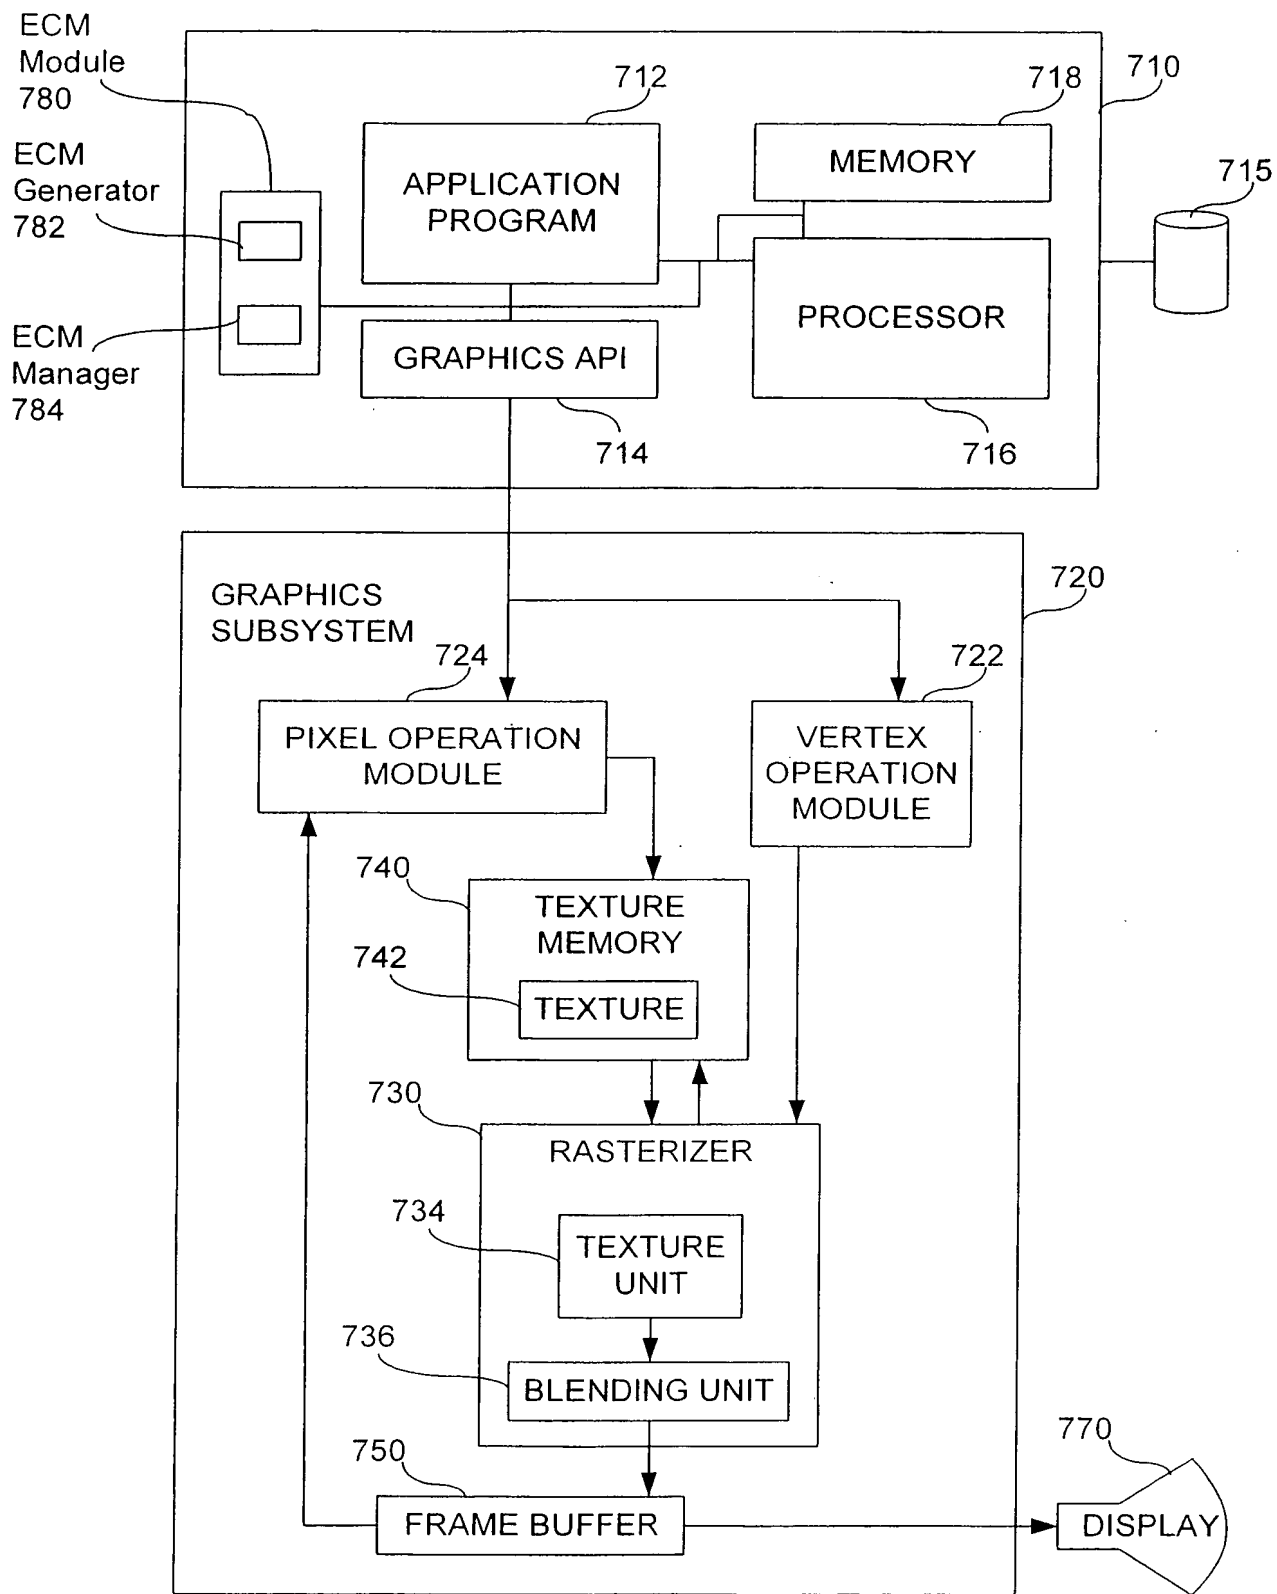 ECM
Module
780
ECM
Generator
782
ECM
Manager
784
712
718
710
715
APPLICATION
PROGRAM
MEMORY
PROCESSOR
GRAPHICS API
714
716
720
GRAPHICS
SUBSYSTEM
724
722
PIXEL OPERATION
MODULE
VERTEX
OPERATION
MODULE
740
TEXTURE
MEMORY
742
TEXTURE
730
RASTERIZER
734
TEXTURE
UNIT
736
BLENDING UNIT
750
FRAME BUFFER
770
DISPLAY